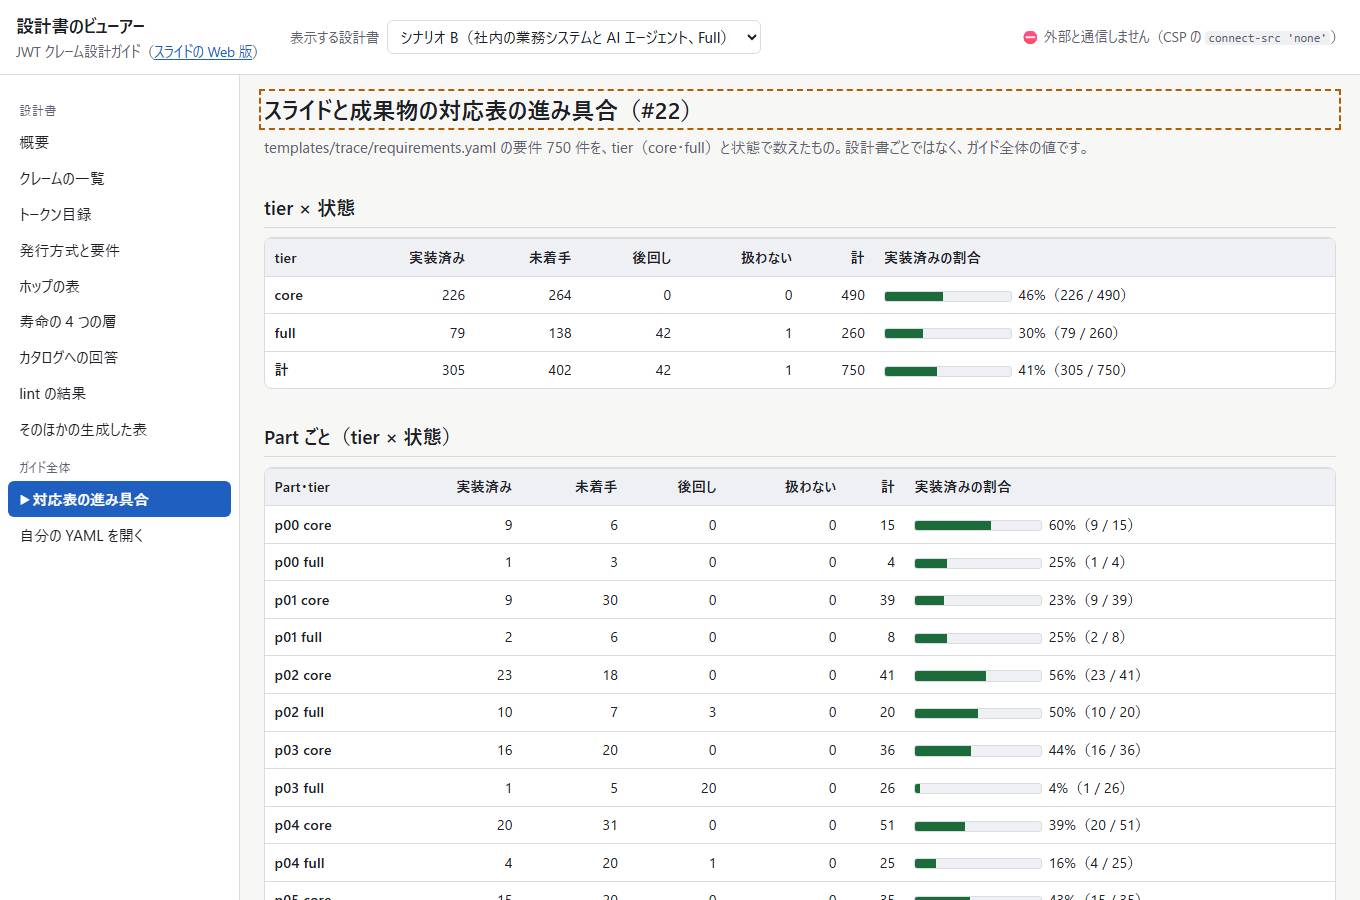 設計書のビューアー
JWT クレーム設計ガイド（スライドの Web 版）
表示する設計書 シナリオ B（社内の業務システムと AI エージェント、Full）
外部と通信しません（CSP の connect-src 'none'）
設計書
概要
クレームの一覧
トークン目録
発行方式と要件
ホップの表
寿命の 4 つの層
カタログへの回答
lint の結果
そのほかの生成した表
ガイド全体
▶ 対応表の進み具合
自分の YAML を開く
スライドと成果物の対応表の進み具合（#22）
templates/trace/requirements.yaml の要件 750 件を、tier（core・full）と状態で数えたもの。設計書ごとではなく、ガイド全体の値です。
tier × 状態
tier 実装済み 未着手 後回し 扱わない 計 実装済みの割合
core 226 264 0 0 490 46%（226 / 490）
full 79 138 42 1 260 30%（79 / 260）
計 305 402 42 1 750 41%（305 / 750）
Part ごと（tier × 状態）
Part・tier 実装済み 未着手 後回し 扱わない 計 実装済みの割合
p00 core 9 6 0 0 15 60%（9 / 15）
p00 full 1 3 0 0 4 25%（1 / 4）
p01 core 9 30 0 0 39 23%（9 / 39）
p01 full 2 6 0 0 8 25%（2 / 8）
p02 core 23 18 0 0 41 56%（23 / 41）
p02 full 10 7 3 0 20 50%（10 / 20）
p03 core 16 20 0 0 36 44%（16 / 36）
p03 full 1 5 20 0 26 4%（1 / 26）
p04 core 20 31 0 0 51 39%（20 / 51）
p04 full 4 20 1 0 25 16%（4 / 25）
p05 core 15 20 0 0 35 43%（15 / 35）